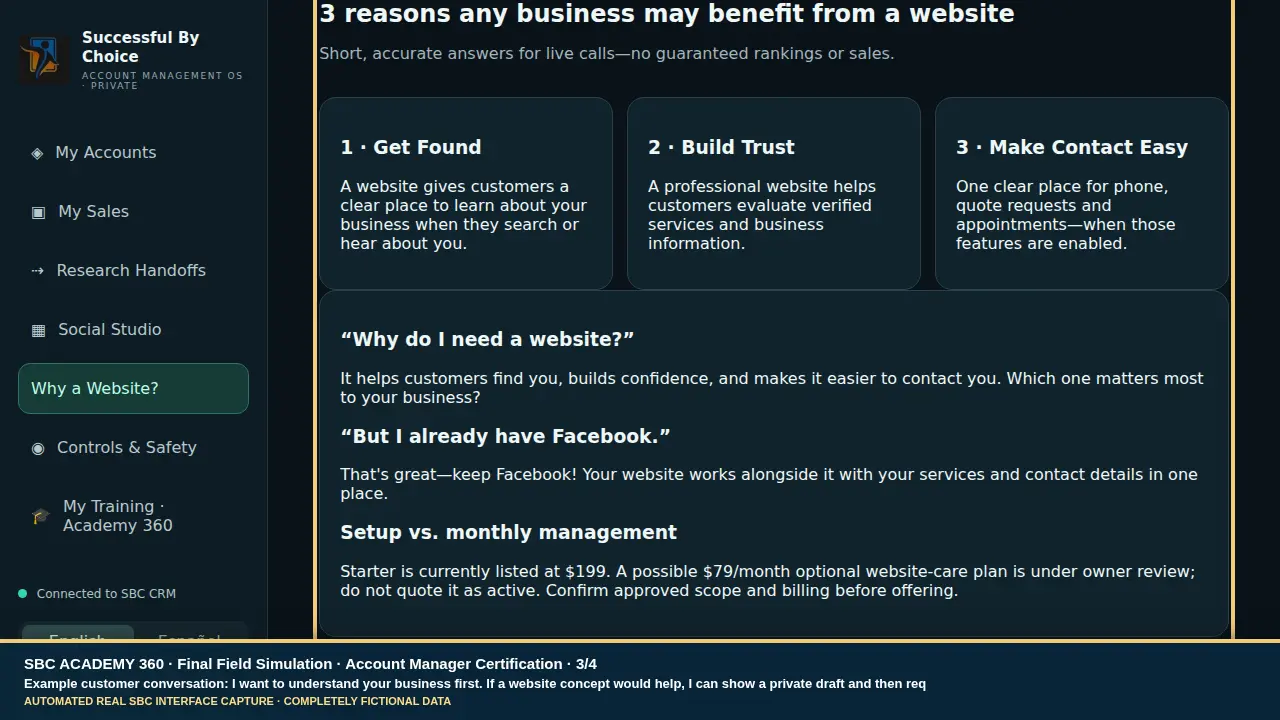 Successful By
Choice
ACCOUNT MANAGEMENT OS
· PRIVATE
My Accounts
My Sales
Research Handoffs
Social Studio
Why a Website?
Controls & Safety
My Training ·
Academy 360
Connected to SBC CRM
English Español
3 reasons any business may benefit from a website
Short, accurate answers for live calls—no guaranteed rankings or sales.
1 · Get Found
A website gives customers a
clear place to learn about your
business when they search or
hear about you.
2 · Build Trust
A professional website helps
customers evaluate verified
services and business
information.
3 · Make Contact Easy
One clear place for phone,
quote requests and
appointments—when those
features are enabled.
“Why do I need a website?”
It helps customers find you, builds confidence, and makes it easier to contact you. Which one matters most
to your business?
“But I already have Facebook.”
That's great—keep Facebook! Your website works alongside it with your services and contact details in one
place.
Setup vs. monthly management
Starter is currently listed at $199. A possible $79/month optional website-care plan is under owner review;
do not quote it as active. Confirm approved scope and billing before offering.
SBC ACADEMY 360 · Final Field Simulation · Account Manager Certification · 3/4
Example customer conversation: I want to understand your business first. If a website concept would help, I can show a private draft and then req
AUTOMATED REAL SBC INTERFACE CAPTURE · COMPLETELY FICTIONAL DATA